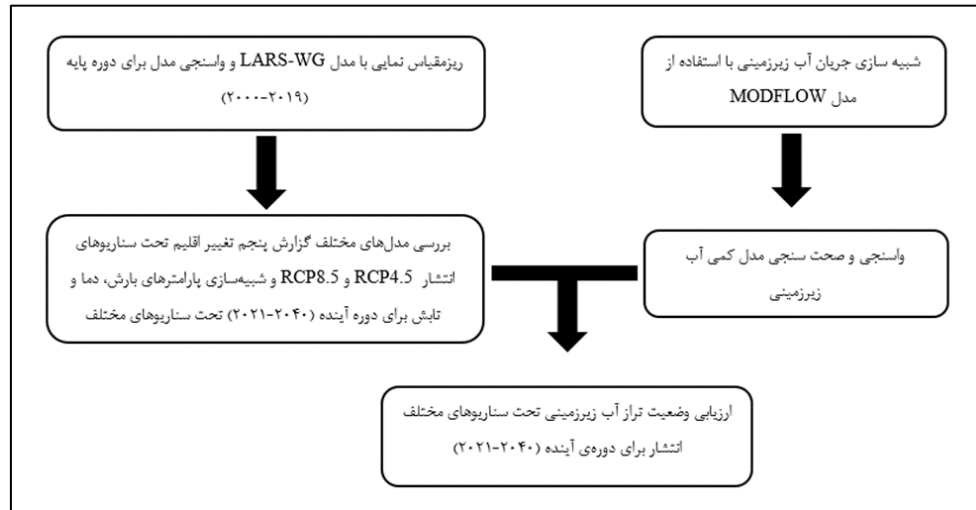 شبیه سازی جریان آب زیرزمینی با استفاده از
مدل MODFLOW
ریزمقیاس نمایی با مدل LARS-WG و واسنجی مدل برای دوره پایه
(۲۰۰۰-۲۰۱۹)
واسنجی و صحت سنجی مدل کمی آب
زیرزمینی
بررسی مدل‌های مختلف گزارش پنجم تغییر اقلیم تحت سناریوهای
انتشار RCP4.5 و RCP8.5 و شبیه‌سازی پارامترهای بارش، دما و
تابش برای دوره آینده (۲۰۲۱-۲۰۴۰) تحت سناریوهای مختلف
ارزیابی وضعیت تراز آب زیرزمینی تحت سناریوهای مختلف
انتشار برای دوره‌ی آینده (۲۰۲۱-۲۰۴۰)